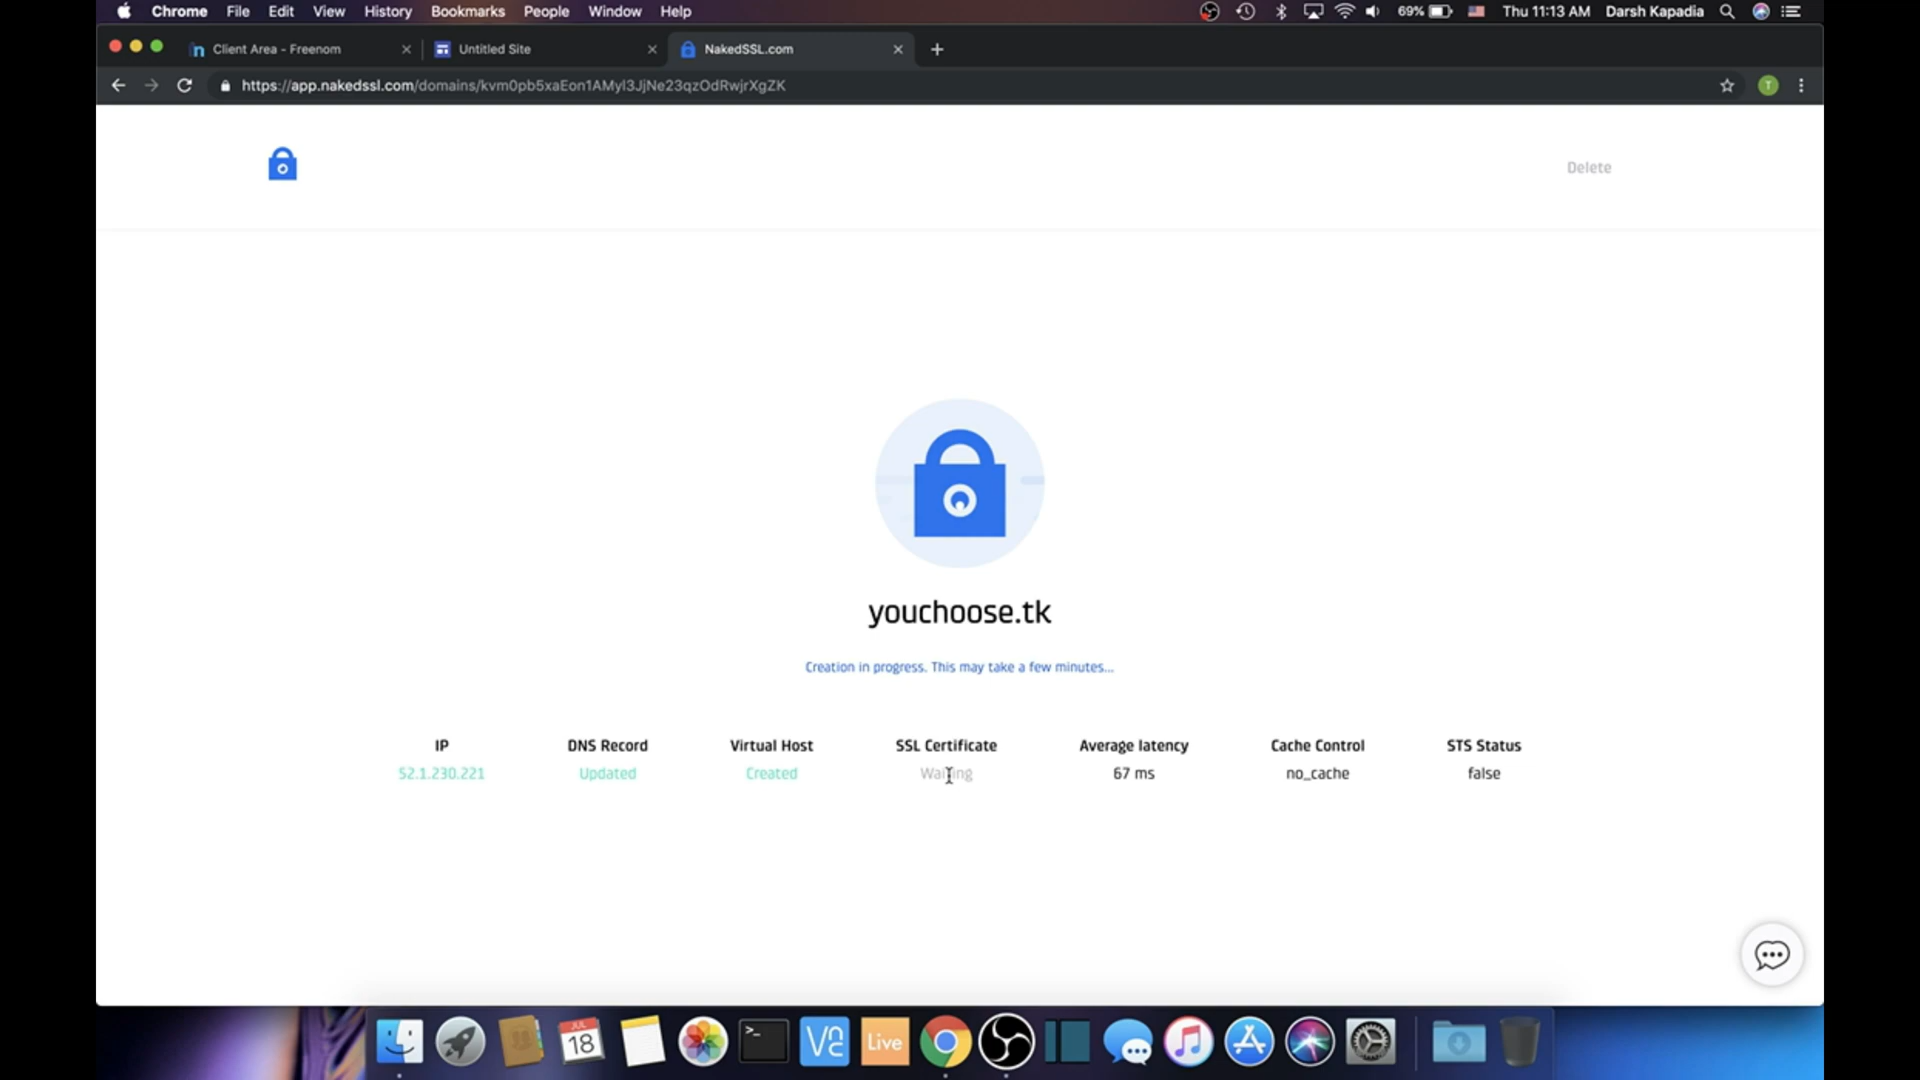 Chrome File Edit View History Bookmarks People Window Help 69% Thu 11:13 AM Darsh Kapadia
Client Area - Freenom Untitled Site NakedSSL.com
https://app.nakedssl.com/domains/kvm0pb5xaEon1AMyl3JjNe23qzOdRwjrXgZK T
Delete
youchoose.tk
Creation in progress. This may take a few minutes...
IP DNS Record Virtual Host SSL Certificate Average latency Cache Control STS Status
52.1.230.221 Updated Created Waiting 67 ms no_cache false
JUL
18 >_ Live